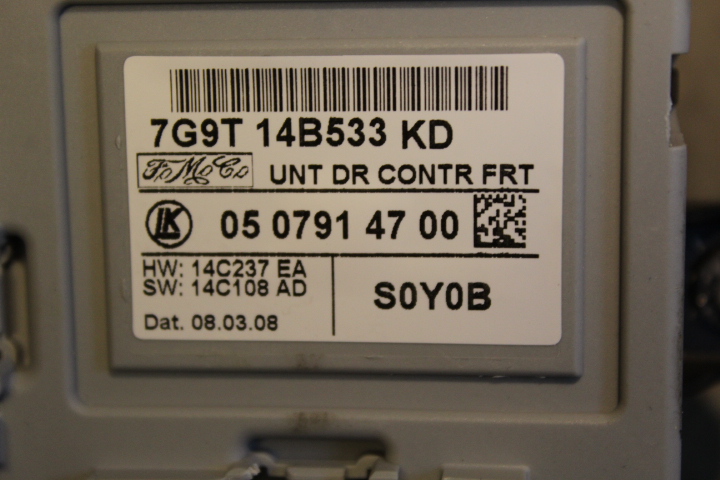 7G9T 14B533 KD
FoMoCo UNT DR CONTR FRT
LK 05 0791 47 00
HW: 14C237 EA
SW: 14C108 AD
S0Y0B
Dat. 08.03.08